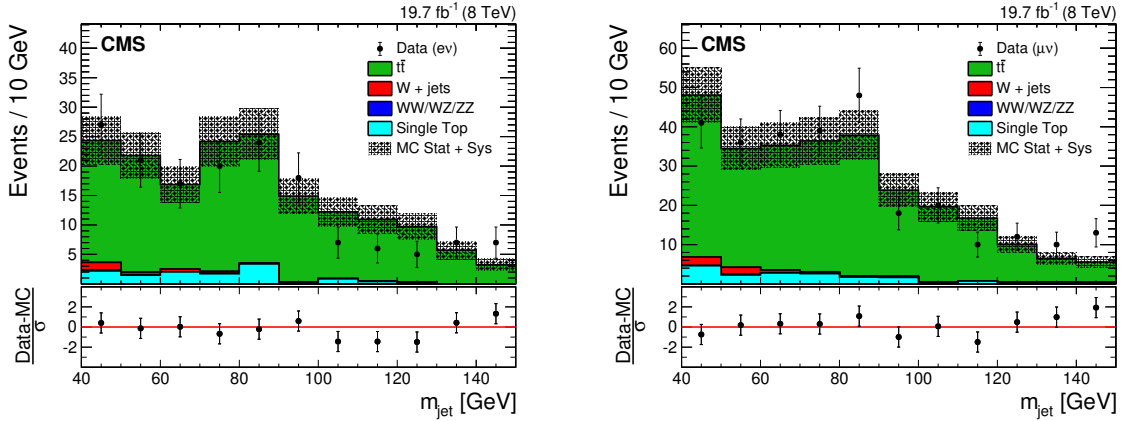 19.7 fb⁻¹ (8 TeV)
CMS
Data (eν)
tt̄
W + jets
WW/WZ/ZZ
Single Top
MC Stat + Sys
Events / 10 GeV
40
35
30
25
20
15
10
5
Data-MC
σ
2
0
-2
40 60 80 100 120 140
m_jet [GeV]
19.7 fb⁻¹ (8 TeV)
CMS
Data (μν)
tt̄
W + jets
WW/WZ/ZZ
Single Top
MC Stat + Sys
Events / 10 GeV
60
50
40
30
20
10
Data-MC
σ
2
0
-2
40 60 80 100 120 140
m_jet [GeV]